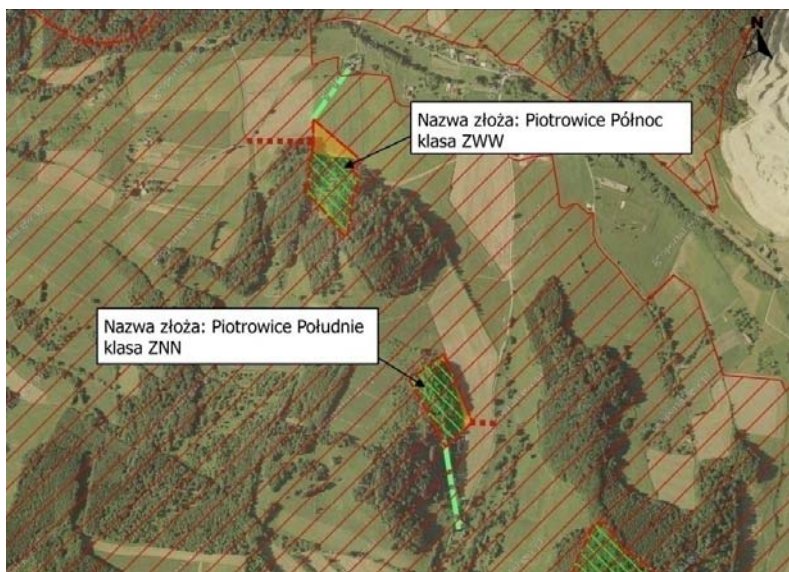 N
Nazwa złoża: Piotrowice Północ
klasa ZWW
Nazwa złoża: Piotrowice Południe
klasa ZNN